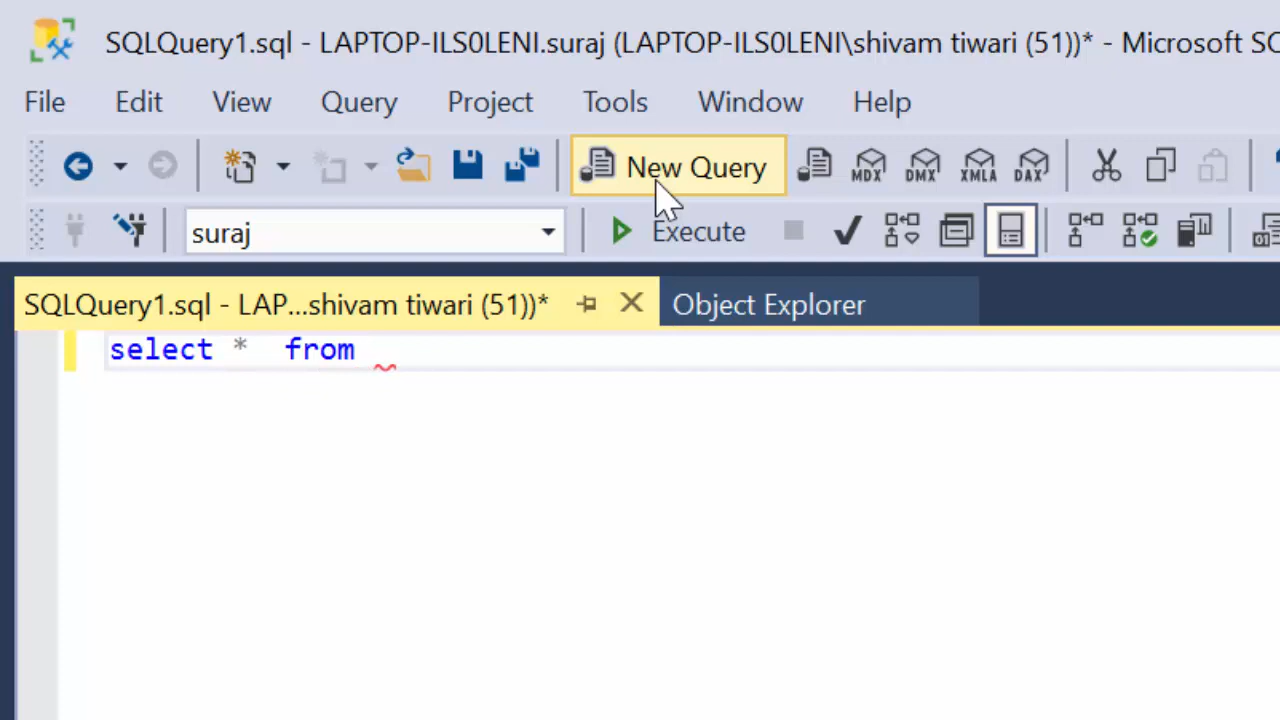 SQLQuery1.sql - LAPTOP-ILS0LENI.suraj (LAPTOP-ILS0LENI\shivam tiwari (51))* - Microsoft SQ
File Edit View Query Project Tools Window Help
New Query MDX DMX XMLA DAX
suraj Execute
SQLQuery1.sql - LAP...shivam tiwari (51))* Object Explorer
select *  from